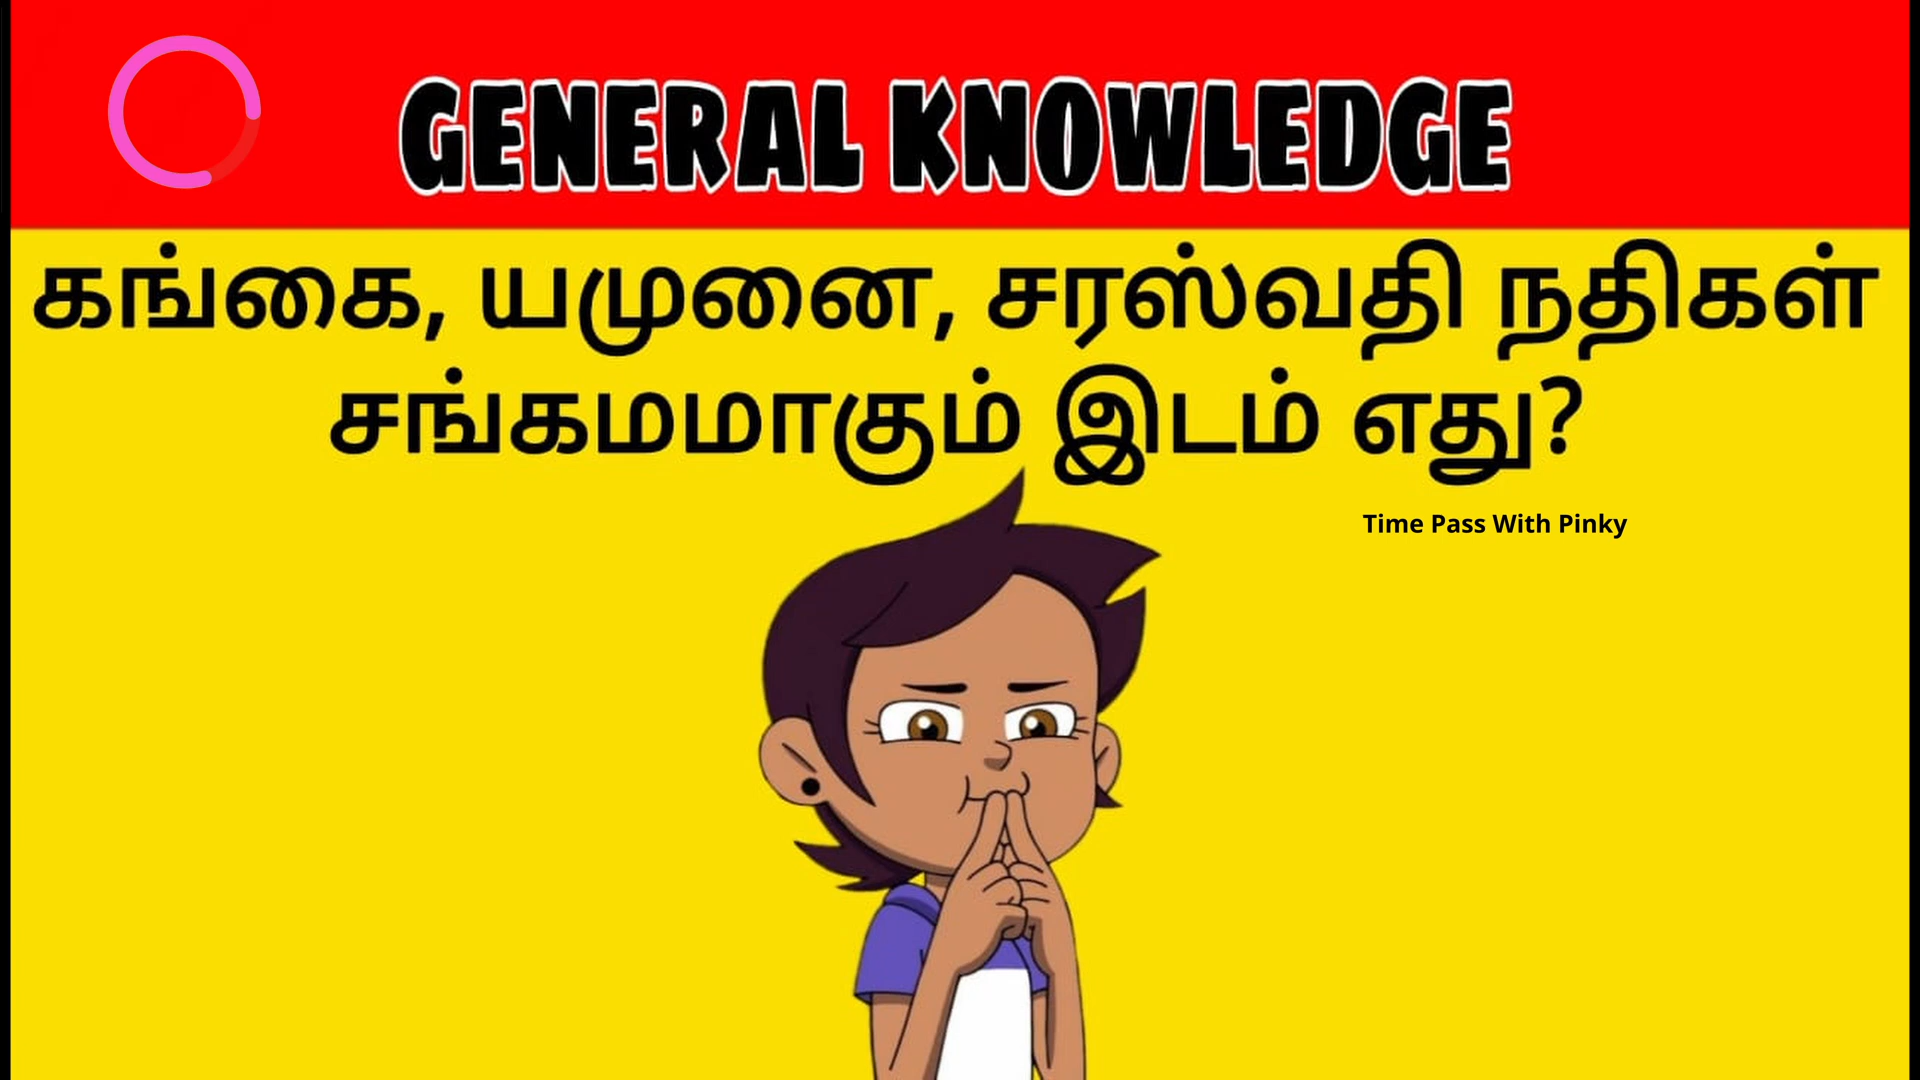 GENERAL KNOWLEDGE
கங்கை, யமுனை, சரஸ்வதி நதிகள்
சங்கமமாகும் இடம் எது?
Time Pass With Pinky